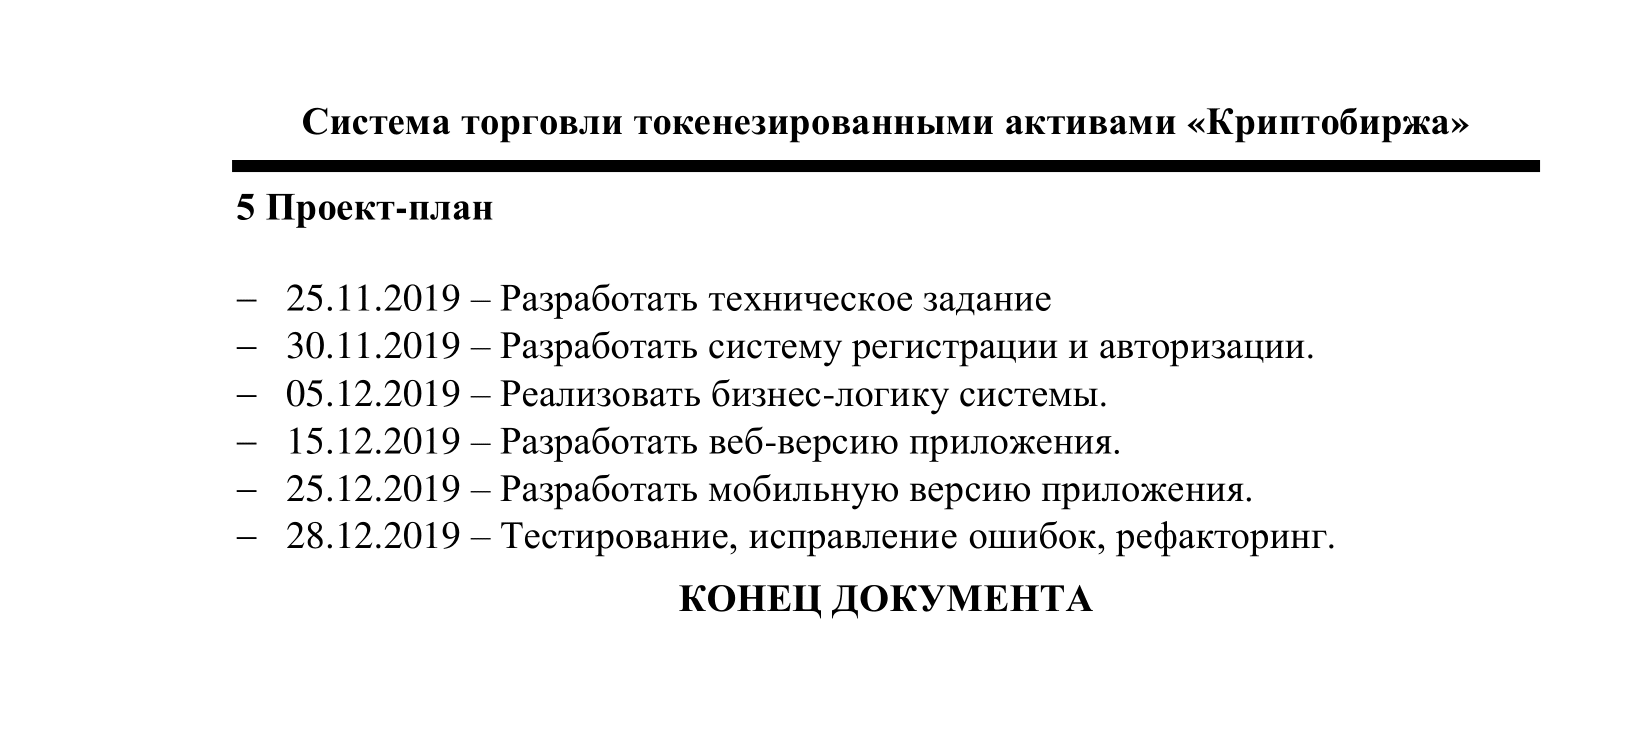 Система торговли токенезированными активами «Криптобиржа»
5 Проект-план
– 25.11.2019 – Разработать техническое задание
– 30.11.2019 – Разработать систему регистрации и авторизации.
– 05.12.2019 – Реализовать бизнес-логику системы.
– 15.12.2019 – Разработать веб-версию приложения.
– 25.12.2019 – Разработать мобильную версию приложения.
– 28.12.2019 – Тестирование, исправление ошибок, рефакторинг.
КОНЕЦ ДОКУМЕНТА